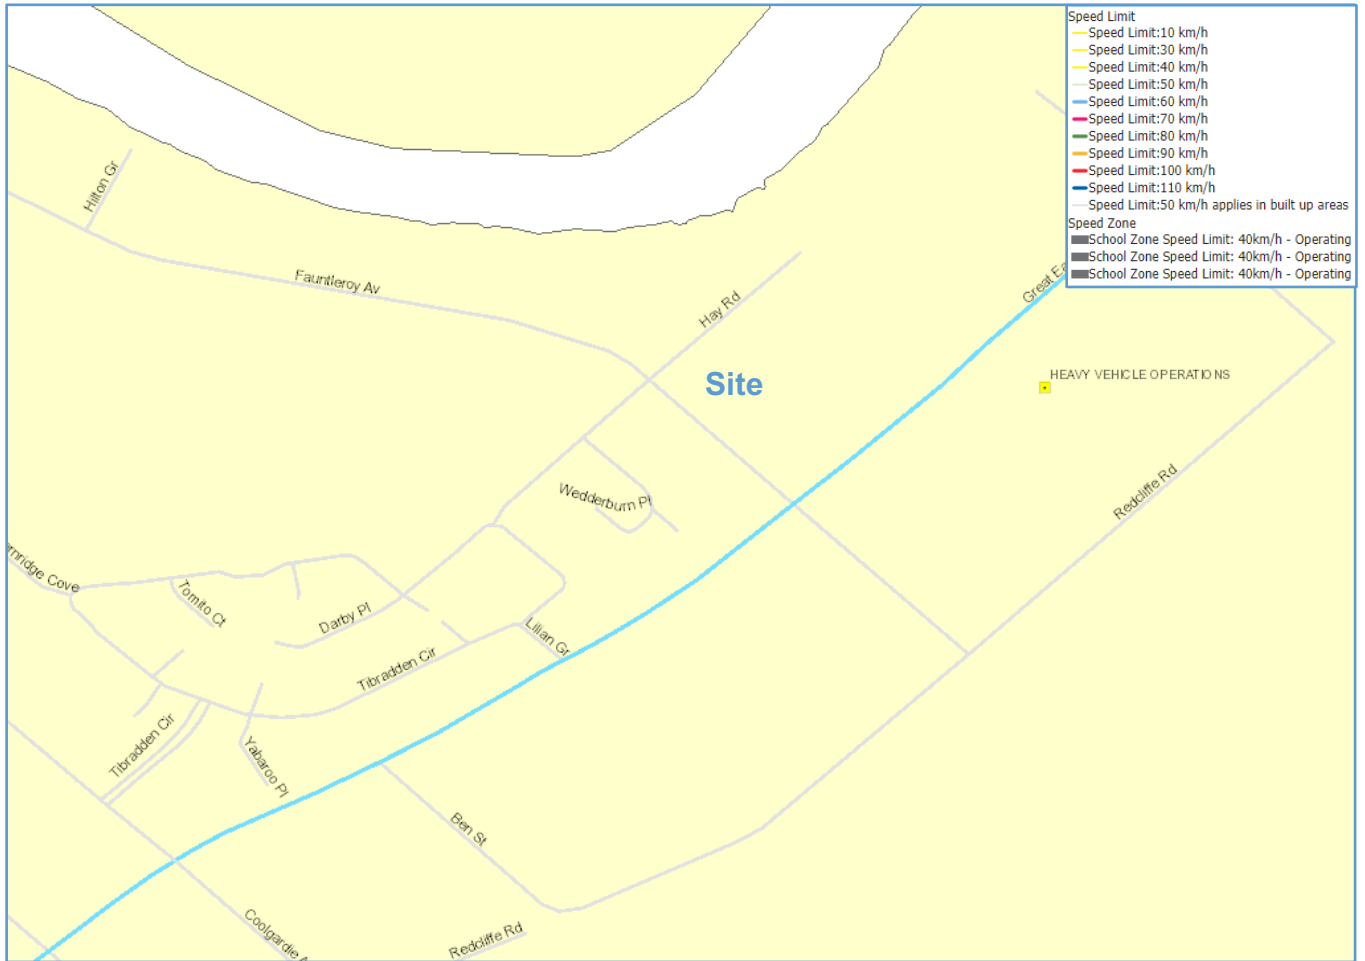 Speed Limit
Speed Limit:10 km/h
Speed Limit:30 km/h
Speed Limit:40 km/h
Speed Limit:50 km/h
Speed Limit:60 km/h
Speed Limit:70 km/h
Speed Limit:80 km/h
Speed Limit:90 km/h
Speed Limit:100 km/h
Speed Limit:110 km/h
Speed Limit:50 km/h applies in built up areas
Speed Zone
School Zone Speed Limit: 40km/h - Operating
School Zone Speed Limit: 40km/h - Operating
School Zone Speed Limit: 40km/h - Operating
Hilton Gr
Fauntleroy Av
Great
Hay Rd
Site
HEAVY VEHICLE OPERATIONS
Redcliffe Rd
Wedderburn Pl
Cove
Tomito Ct
Darby Pl
Lilian Gr
Tibradden Cir
Tibradden Cir
Yabaroo Pl
Ben St
Coolgardie
Redcliffe Rd